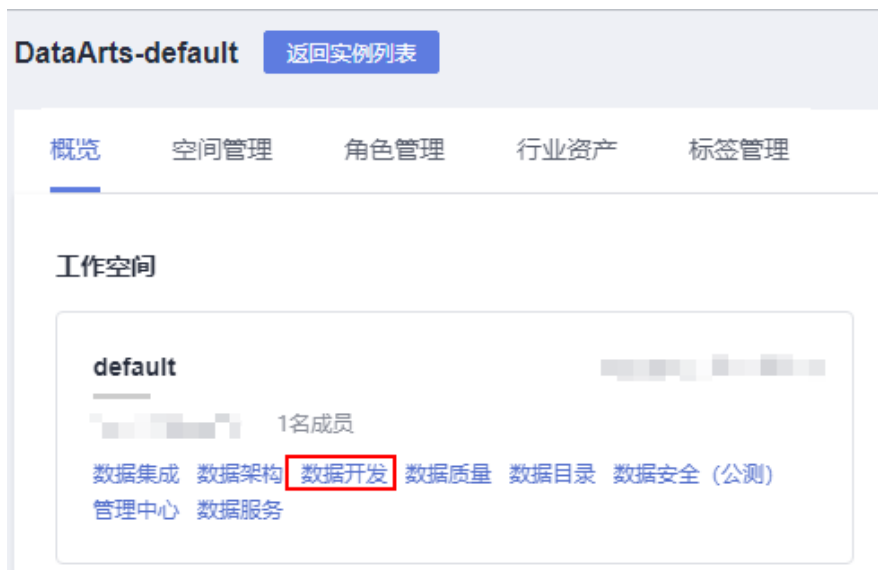 DataArts-default 返回实例列表
概览 空间管理 角色管理 行业资产 标签管理
工作空间
default
1名成员
数据集成 数据架构 数据开发 数据质量 数据目录 数据安全（公测）
管理中心 数据服务